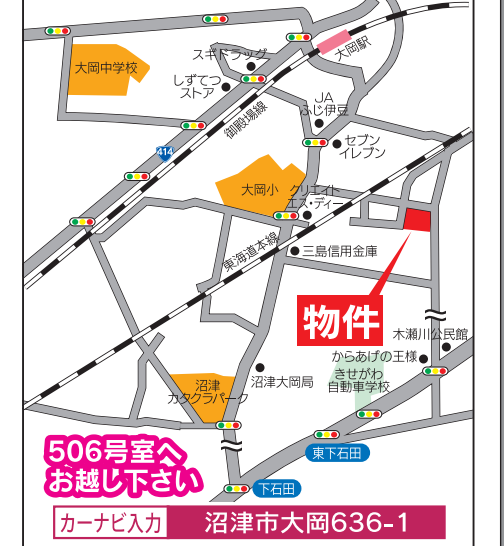 スギドラッグ
大岡駅
大岡中学校
しずてつ
ストア
JA
ふじ伊豆
御殿場線
セブン
イレブン
414
大岡小
クリエイト
エス・ディー
東海道本線
三島信用金庫
物件
木瀬川公民館
からあげの王様
きせがわ
自動車学校
沼津
カタクラパーク
沼津大岡局
506号室へ
お越し下さい
東下石田
下石田
カーナビ入力
沼津市大岡636-1